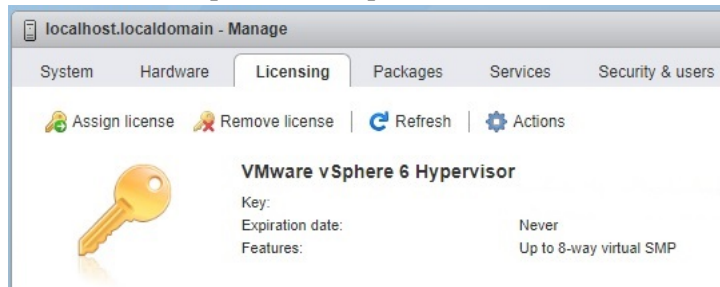 localhost.localdomain - Manage
System Hardware Licensing Packages Services Security & users
Assign license Remove license Refresh Actions
VMware vSphere 6 Hypervisor
Key:
Expiration date: Never
Features: Up to 8-way virtual SMP